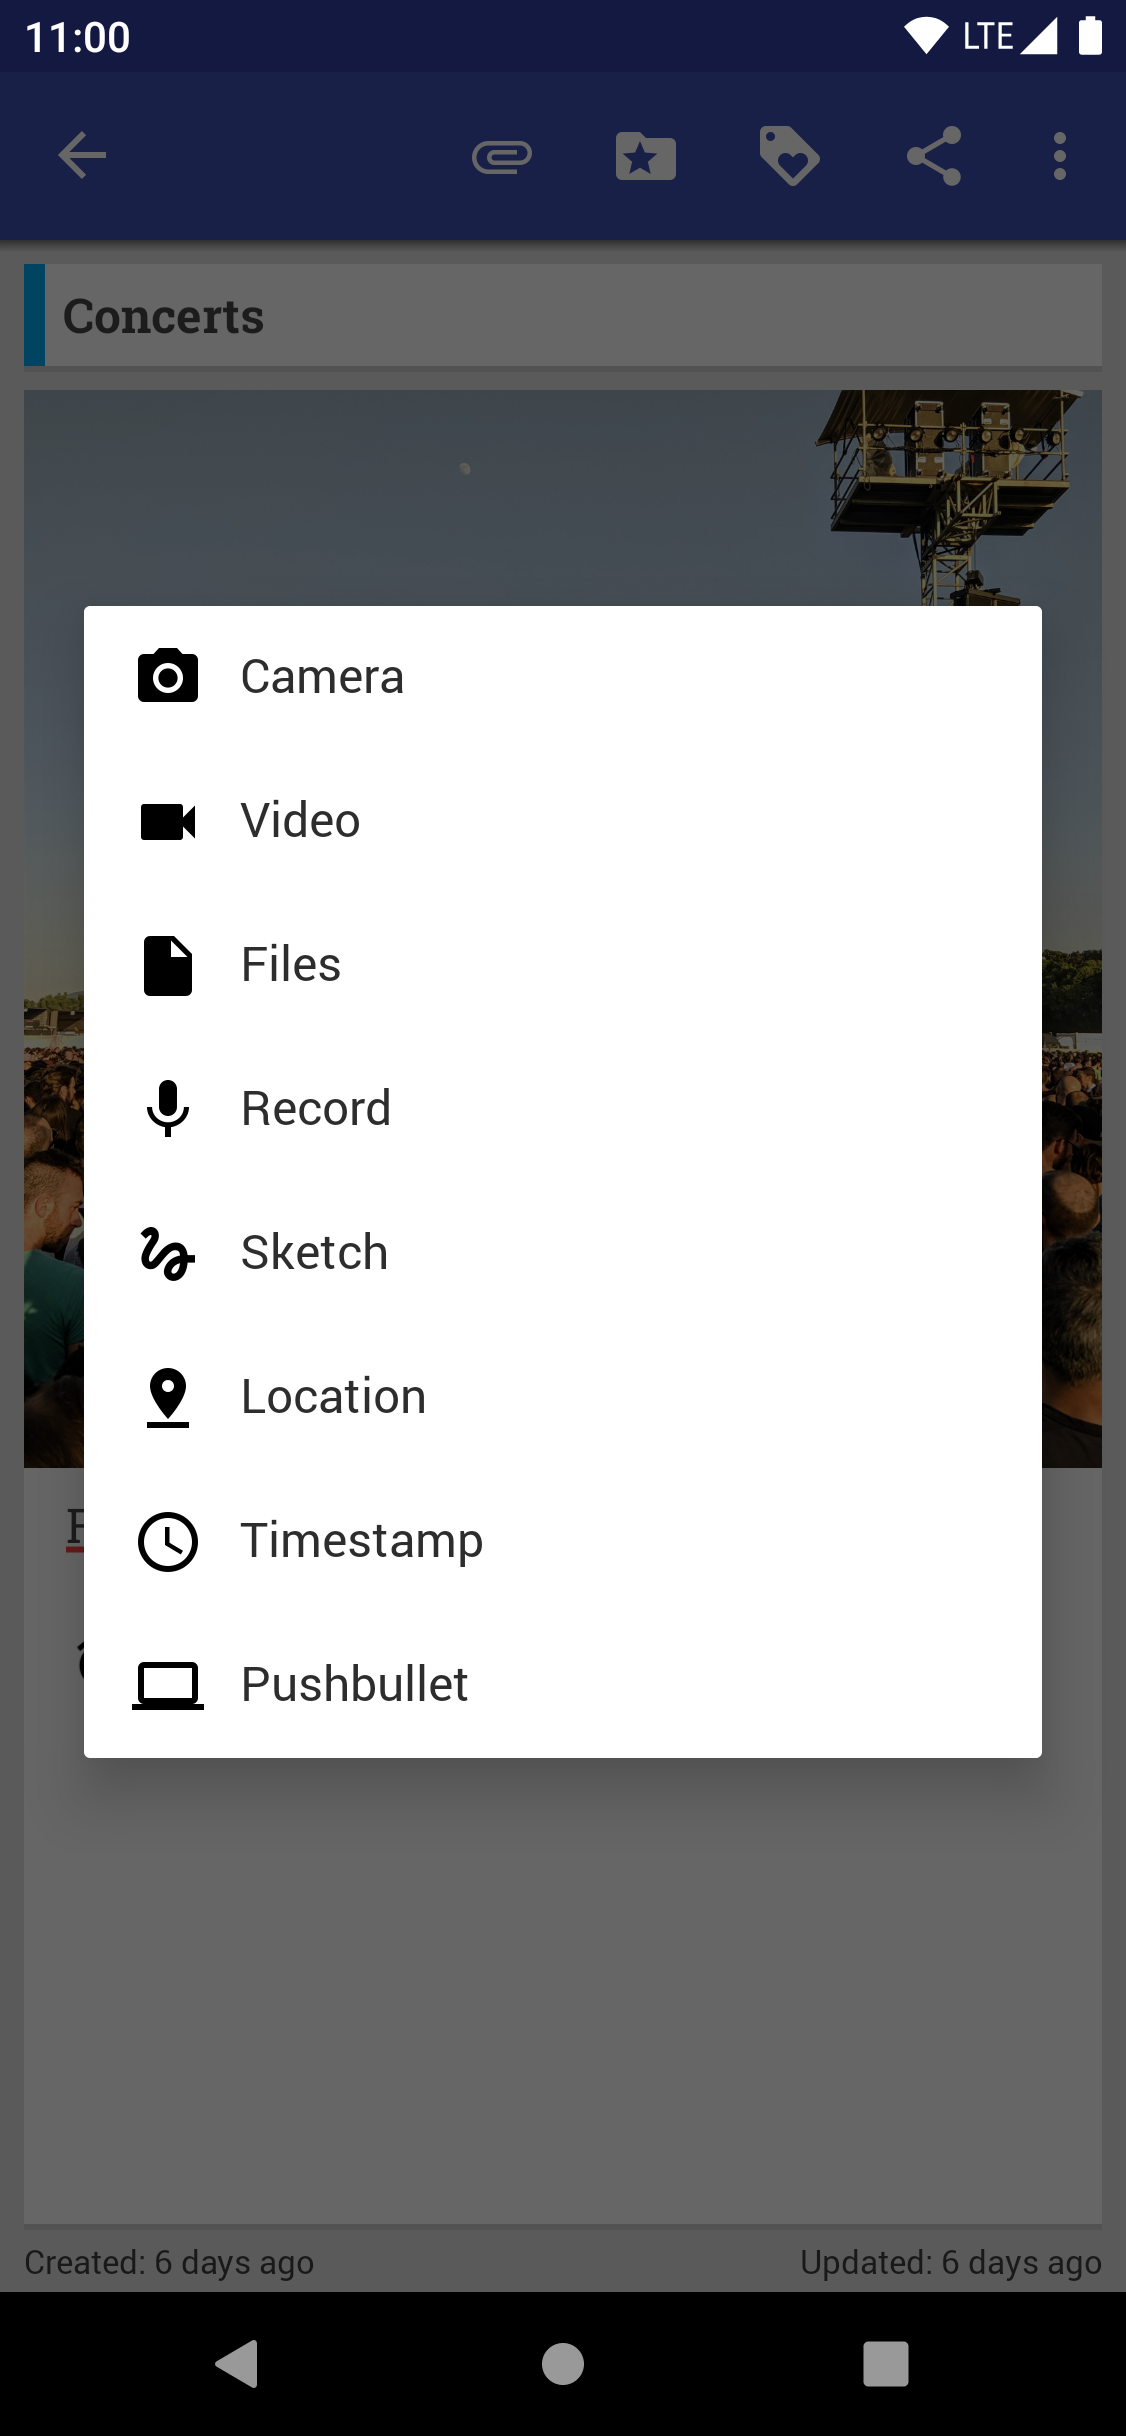 11:00
LTE
Concerts
Camera
Video
Files
Record
Sketch
Location
Timestamp
Pushbullet
Created: 6 days ago
Updated: 6 days ago